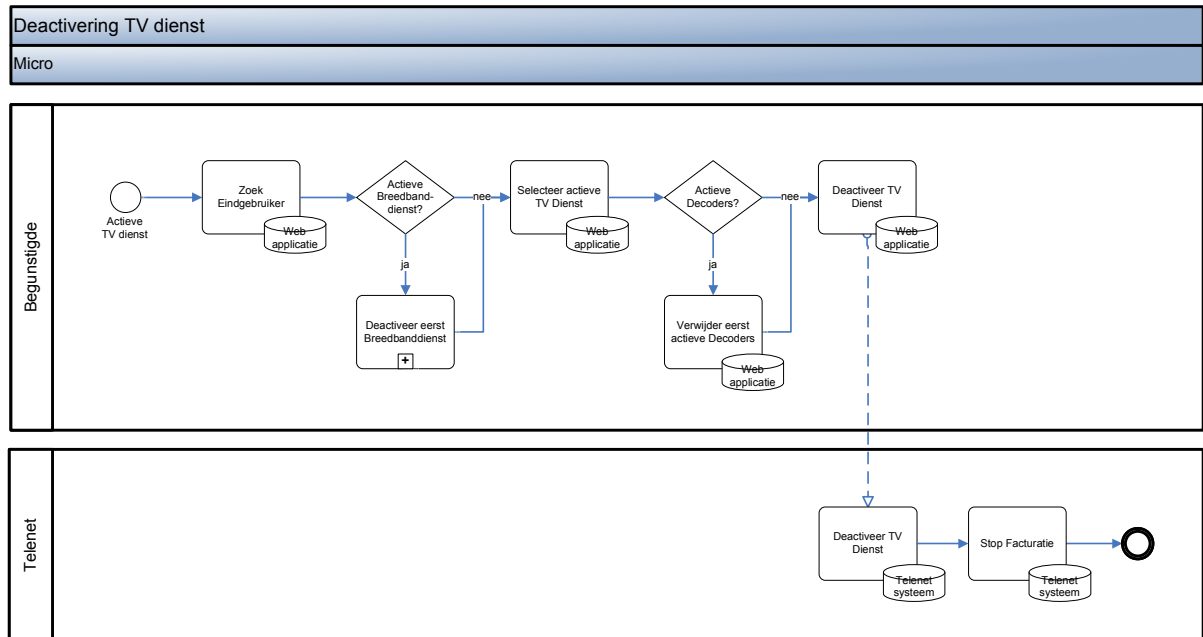 Deactivering TV dienst
Micro
Begunstigde
Actieve
TV dienst
Zoek
Eindgebruiker
Web
applicatie
Actieve
Breedband-
dienst?
nee
ja
Deactiveer eerst
Breedbanddienst
+
Selecteer actieve
TV Dienst
Web
applicatie
Actieve
Decoders?
nee
ja
Verwijder eerst
actieve Decoders
Web
applicatie
Deactiveer TV
Dienst
Web
applicatie
Telenet
Deactiveer TV
Dienst
Telenet
systeem
Stop Facturatie
Telenet
systeem